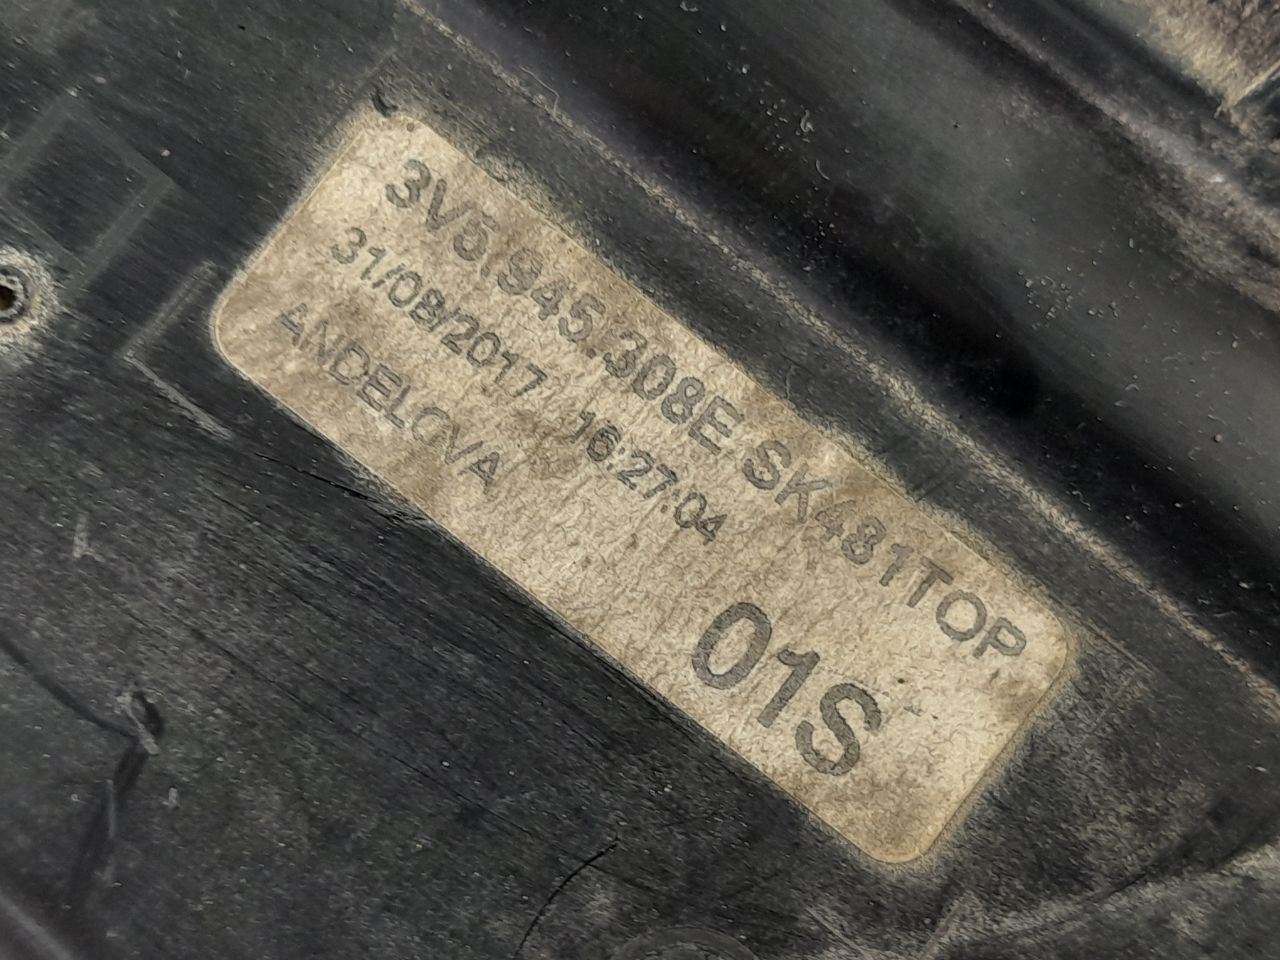 3V5.945.308E SK481TOP
31/08/2017 16:27:04
ANDELOVA
01S